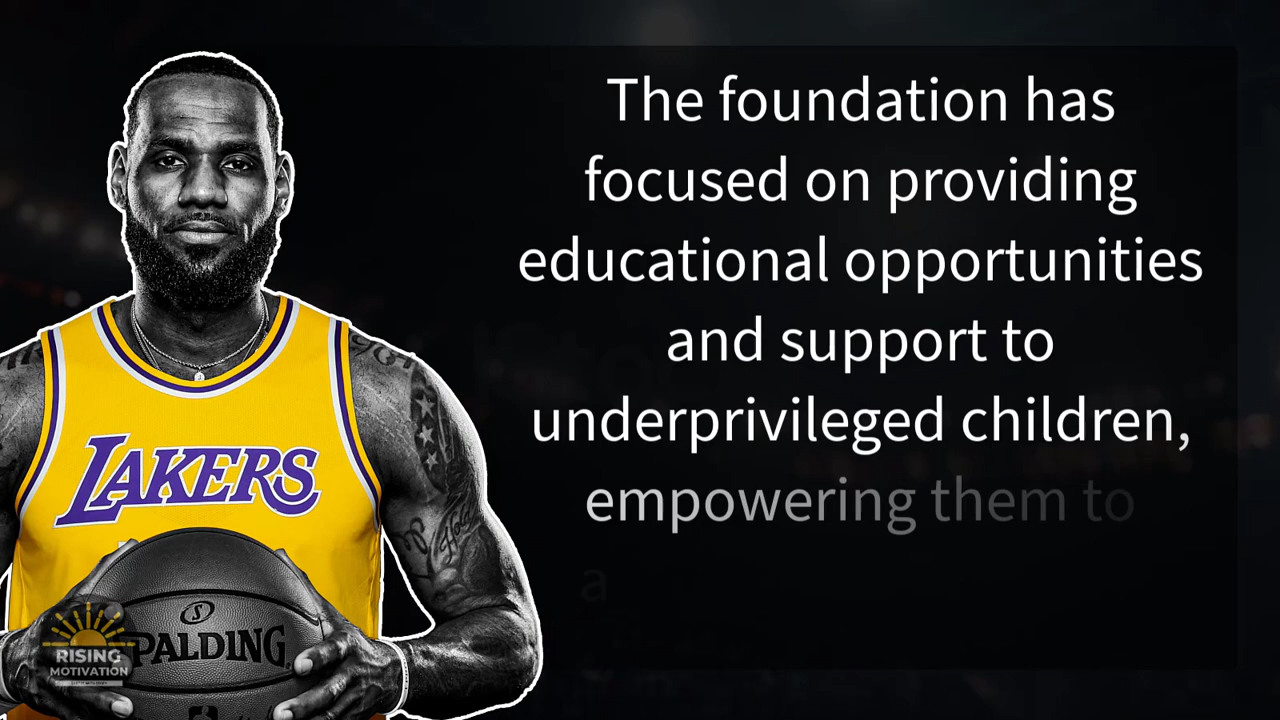 The foundation has
focused on providing
educational opportunities
and support to
underprivileged children,
empowering them to
a
LAKERS
SPALDING
RISING
MOTIVATION